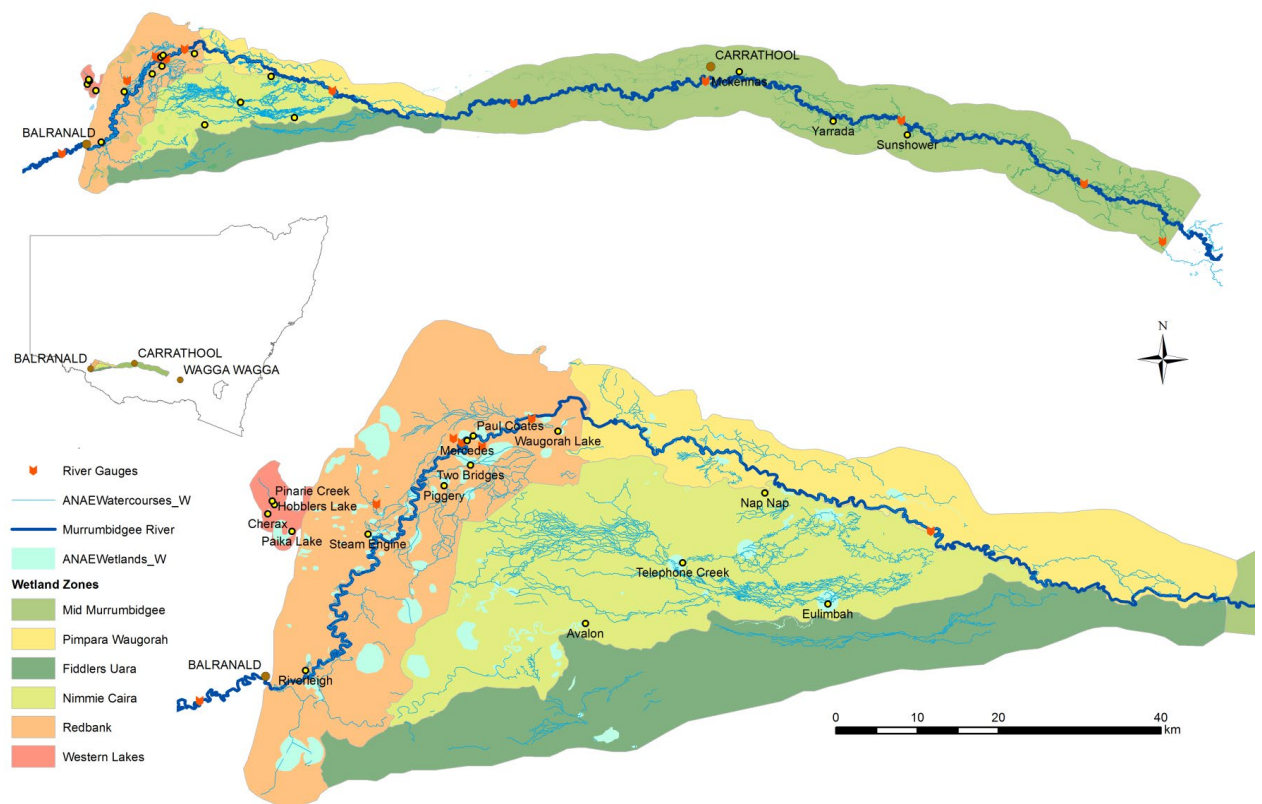 CARRATHOOL
Mckennas
BALRANALD
Yarrada
Sunshower
CARRATHOOL
BALRANALD
WAGGA WAGGA
N
Paul Coates
Mercedes
Waugorah Lake
Two Bridges
Piggery
Pinarie Creek
Hobblers Lake
Nap Nap
Cherax
Paika Lake
Steam Engine
Telephone Creek
Eulimbah
Avalon
BALRANALD
Riverleigh
River Gauges
ANAEWatercourses_W
Murrumbidgee River
ANAEWetlands_W
Wetland Zones
Mid Murrumbidgee
Pimpara Waugorah
Fiddlers Uara
Nimmie Caira
Redbank
Western Lakes
0 10 20 40
km